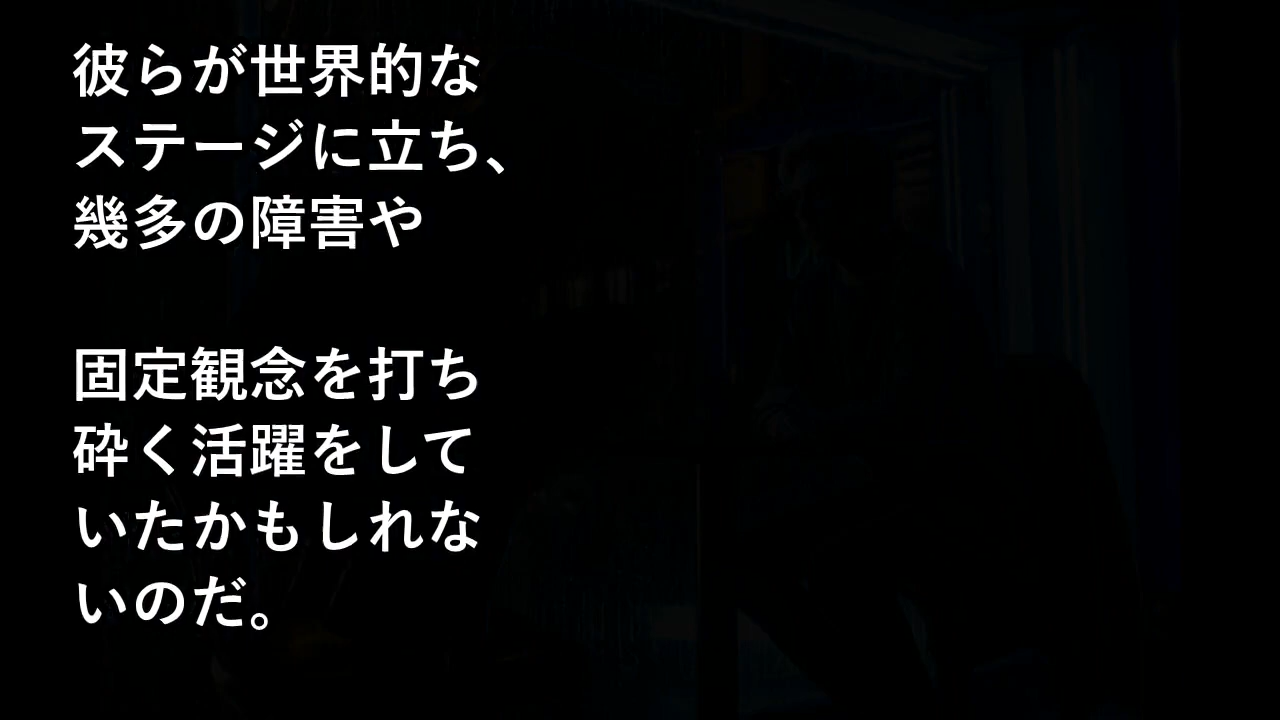 彼らが世界的な
ステージに立ち、
幾多の障害や
固定観念を打ち
砕く活躍をして
いたかもしれな
いのだ。